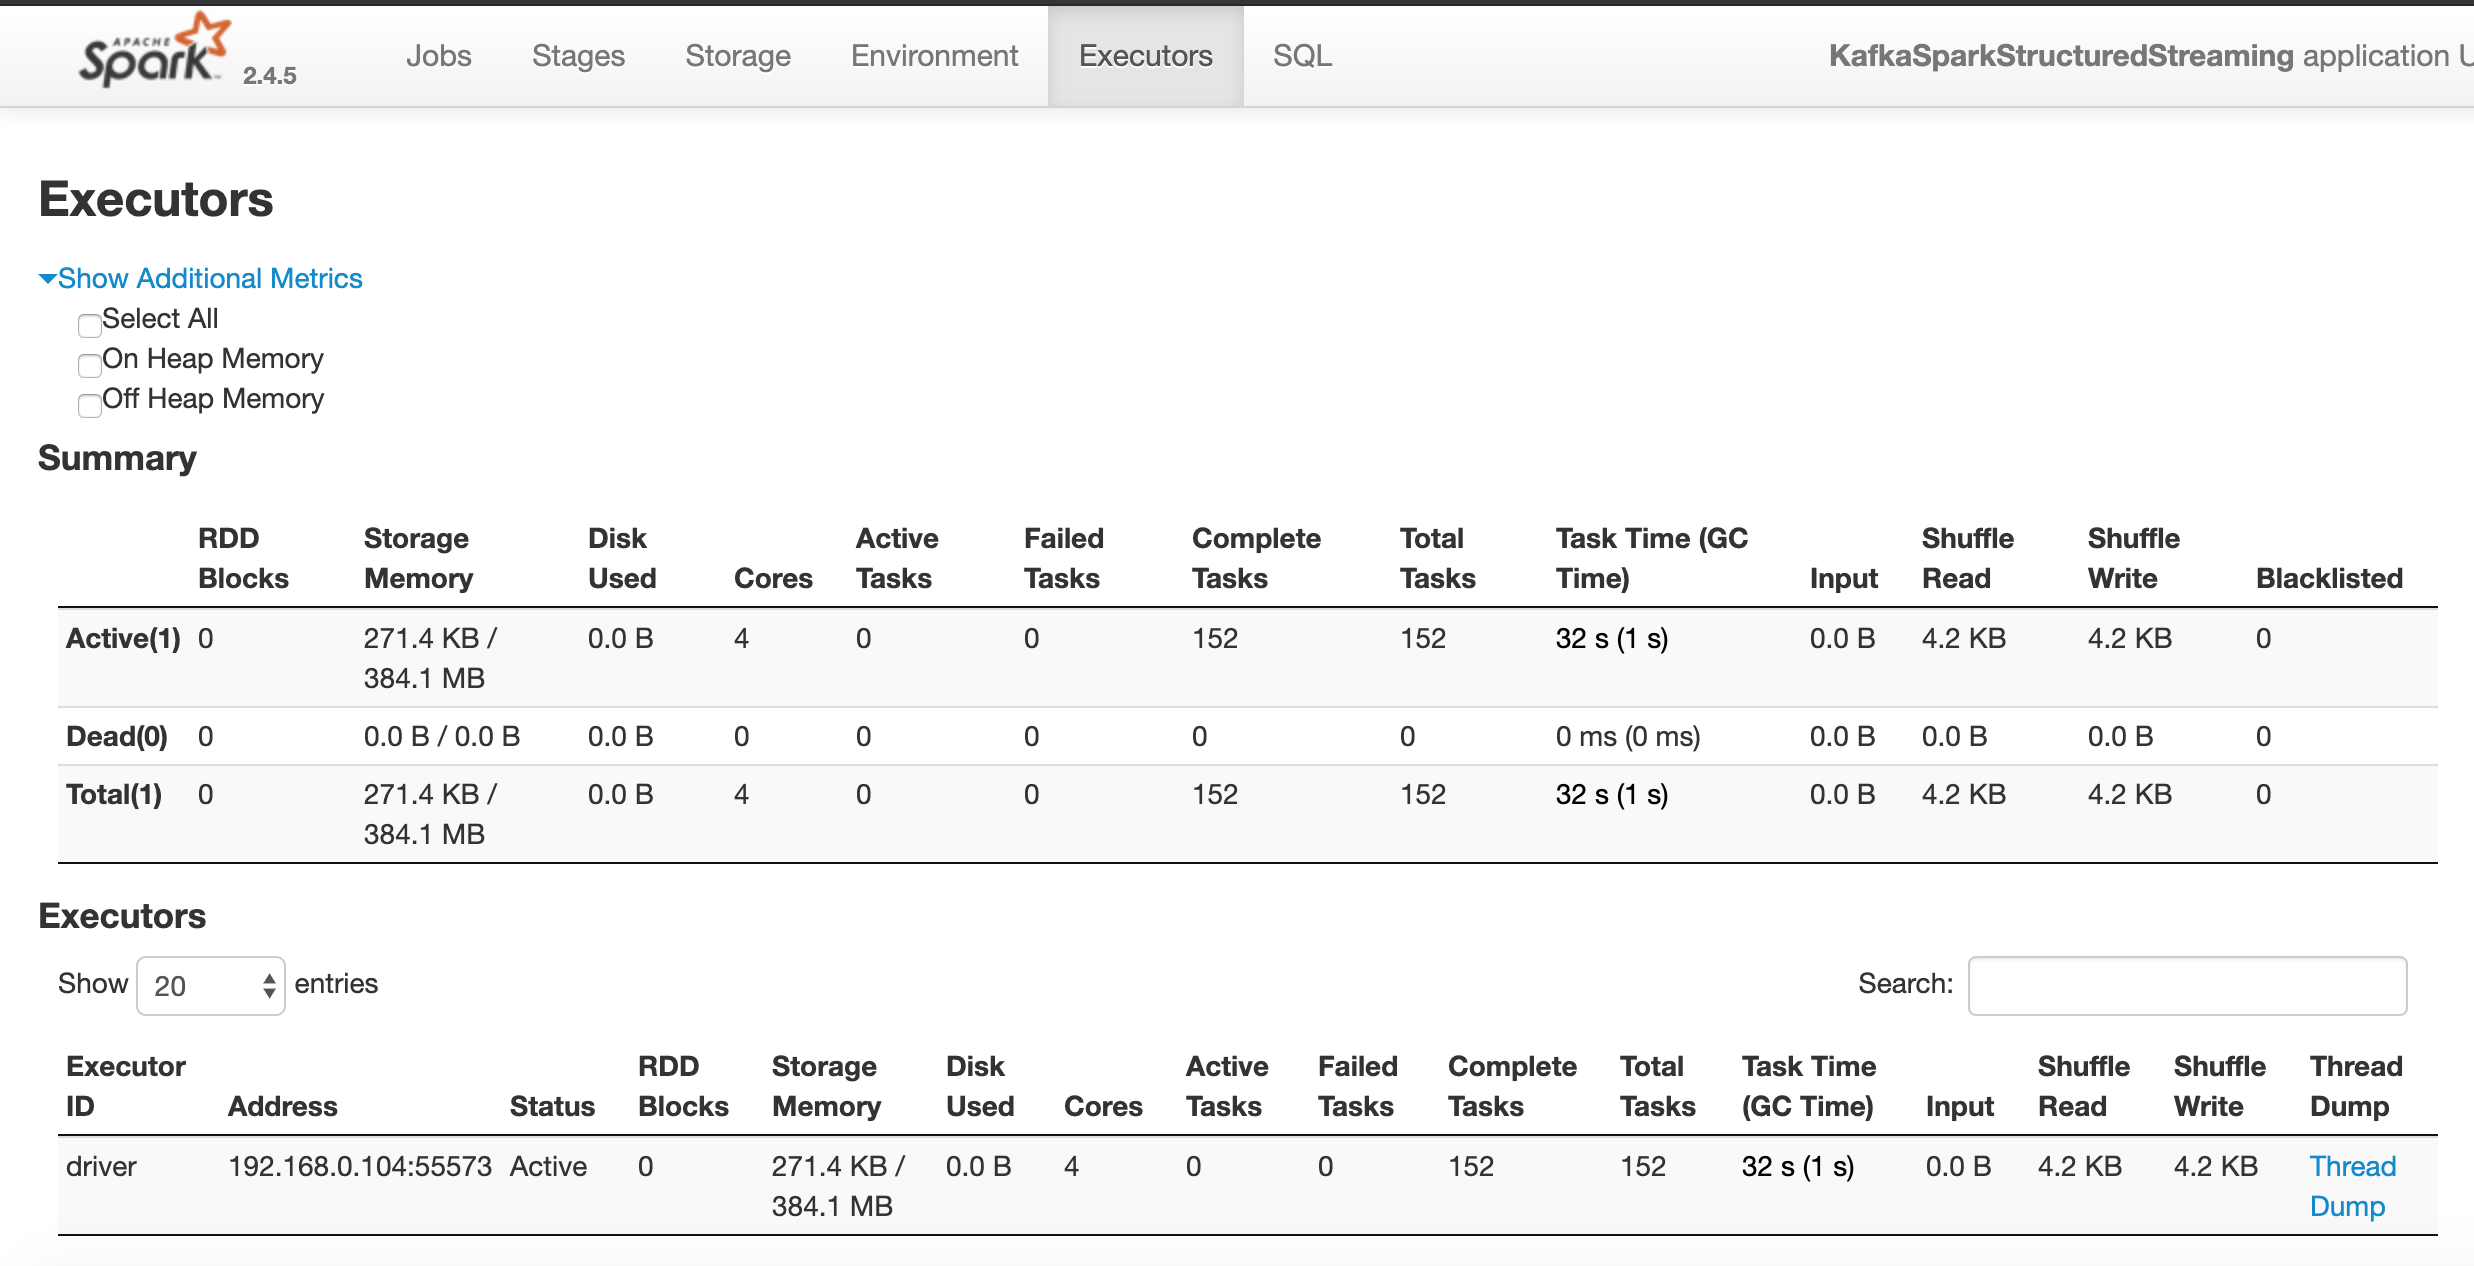 APACHE Spark 2.4.5 Jobs Stages Storage Environment Executors SQL KafkaSparkStructuredStreaming application U
Executors
Show Additional Metrics
Select All
On Heap Memory
Off Heap Memory
Summary
RDD Blocks Storage Memory Disk Used Cores Active Tasks Failed Tasks Complete Tasks Total Tasks Task Time (GC Time) Input Shuffle Read Shuffle Write Blacklisted
Active(1) 0 271.4 KB / 384.1 MB 0.0 B 4 0 0 152 152 32 s (1 s) 0.0 B 4.2 KB 4.2 KB 0
Dead(0) 0 0.0 B / 0.0 B 0.0 B 0 0 0 0 0 0 ms (0 ms) 0.0 B 0.0 B 0.0 B 0
Total(1) 0 271.4 KB / 384.1 MB 0.0 B 4 0 0 152 152 32 s (1 s) 0.0 B 4.2 KB 4.2 KB 0
Executors
Show 20 entries Search:
Executor ID Address Status RDD Blocks Storage Memory Disk Used Cores Active Tasks Failed Tasks Complete Tasks Total Tasks Task Time (GC Time) Input Shuffle Read Shuffle Write Thread Dump
driver 192.168.0.104:55573 Active 0 271.4 KB / 384.1 MB 0.0 B 4 0 0 152 152 32 s (1 s) 0.0 B 4.2 KB 4.2 KB Thread Dump